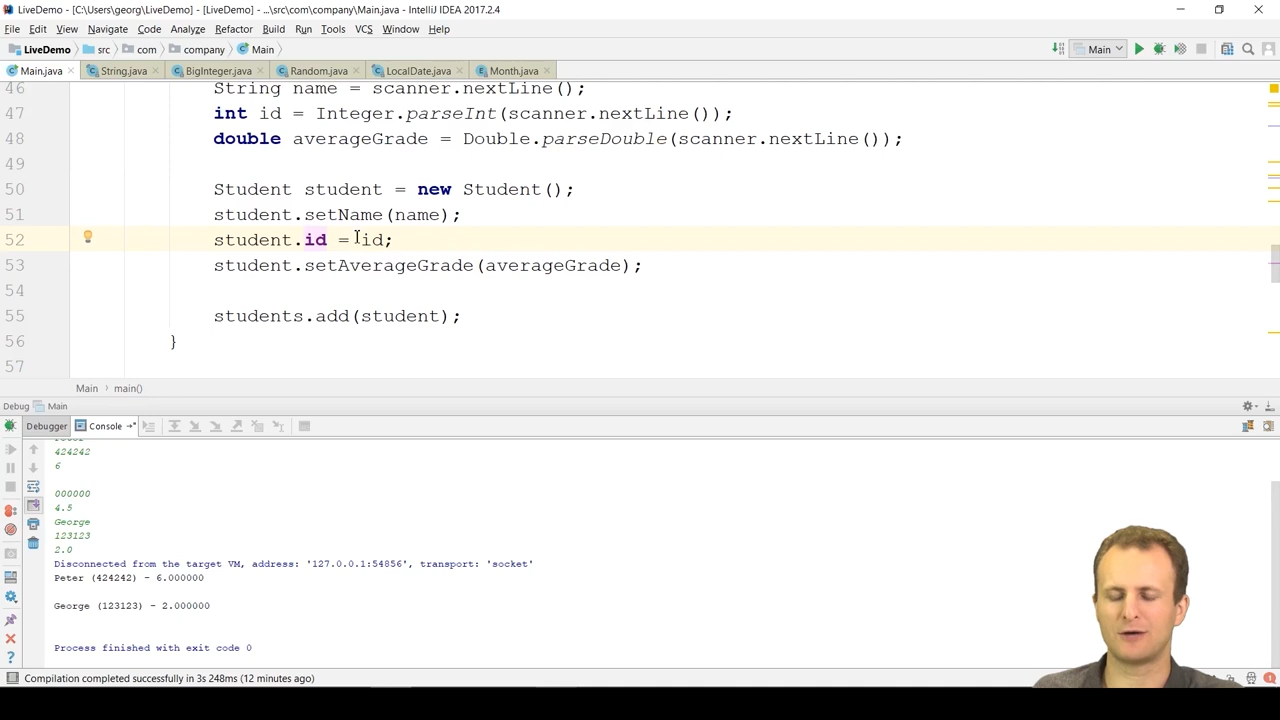 LiveDemo - [C:\Users\georg\LiveDemo] - [LiveDemo] - ...\src\com\company\Main.java - IntelliJ IDEA 2017.2.4
File Edit View Navigate Code Analyze Refactor Build Run Tools VCS Window Help
LiveDemo src com company Main Main
Main.java String.java BigInteger.java Random.java LocalDate.java Month.java
46 String name = scanner.nextLine();
47 int id = Integer.parseInt(scanner.nextLine());
48 double averageGrade = Double.parseDouble(scanner.nextLine());
49
50 Student student = new Student();
51 student.setName(name);
52 student.id = id;
53 student.setAverageGrade(averageGrade);
54
55 students.add(student);
56 }
57
Main › main()
Debug Main
Debugger Console
424242
6
000000
4.5
George
123123
2.0
Disconnected from the target VM, address: '127.0.0.1:54856', transport: 'socket'
Peter (424242) - 6.000000
George (123123) - 2.000000
Process finished with exit code 0
Compilation completed successfully in 3s 248ms (12 minutes ago)